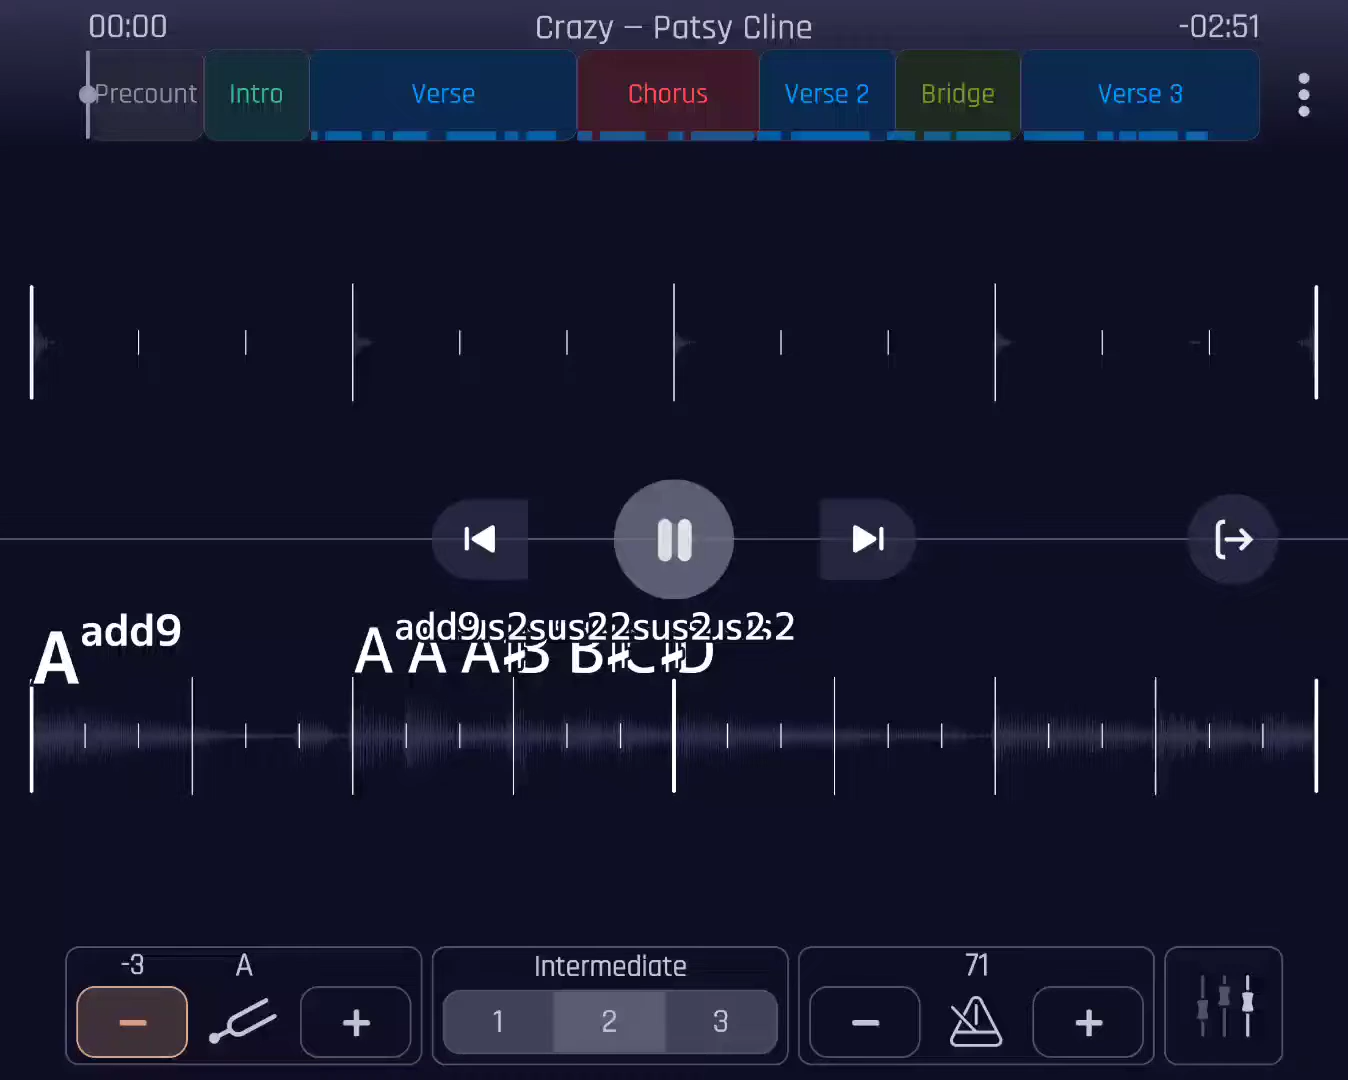 00:00
Crazy – Patsy Cline
-02:51
Precount
Intro
Verse
Chorus
Verse 2
Bridge
Verse 3
Aadd9
-3
A
Intermediate
1
2
3
71